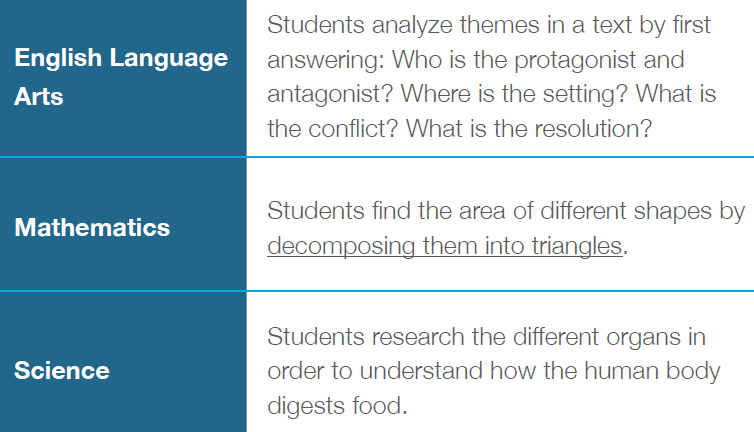 English Language
Arts
Students analyze themes in a text by first
answering: Who is the protagonist and
antagonist? Where is the setting? What is
the conflict? What is the resolution?
Mathematics
Students find the area of different shapes by
decomposing them into triangles.
Science
Students research the different organs in
order to understand how the human body
digests food.